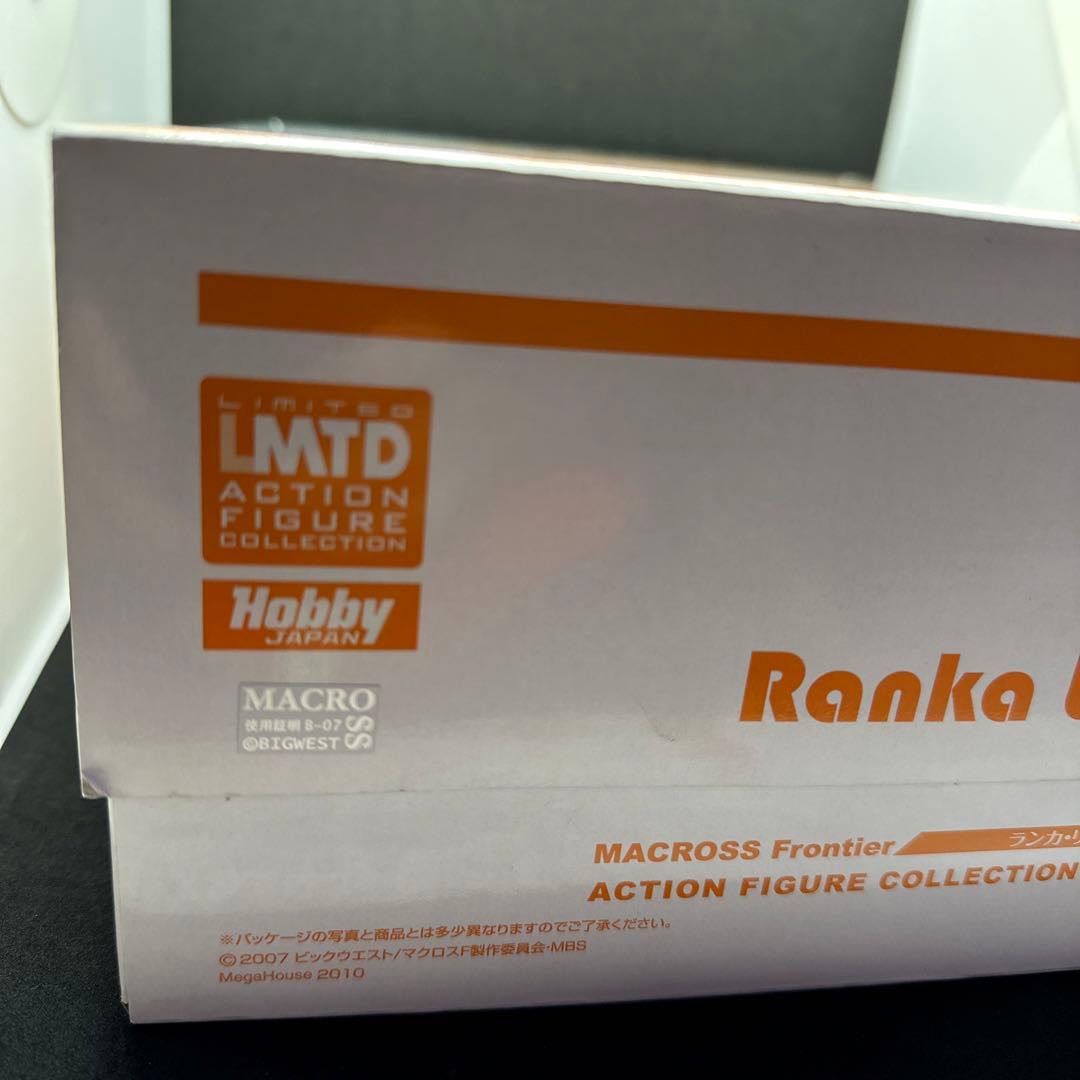 LIMITED
LMTD
ACTION
FIGURE
COLLECTION
Hobby
JAPAN
MACROSS
使用証明 B-07
©BIGWEST
Ranka
MACROSS Frontier
ランカ・リ
ACTION FIGURE COLLECTION
※パッケージの写真と商品とは多少異なりますのでご了承ください。
©2007 ビックウエスト/マクロスF製作委員会・MBS
MegaHouse 2010